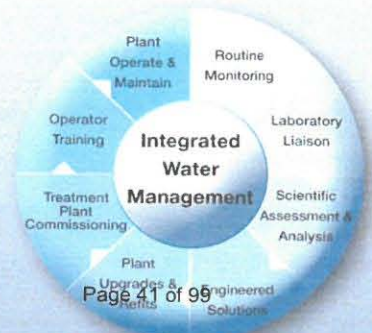 Plant
Operate &
Maintain
Routine
Monitoring
Laboratory
Liaison
Scientific
Assessment &
Analysis
Engineered
Solutions
Plant
Upgrades &
Refits
Treatment
Plant
Commissioning
Operator
Training
Integrated
Water
Management
Page 41 of 99